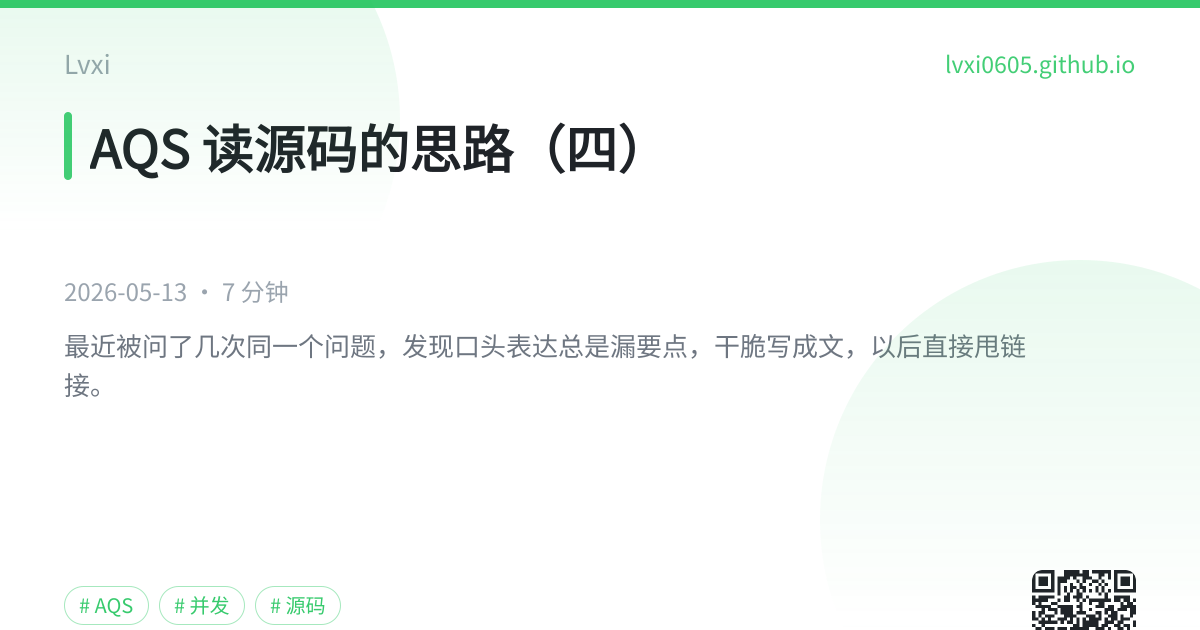 Lvxi
lvxi0605.github.io
AQS 读源码的思路（四）
2026-05-13 · 7 分钟
最近被问了几次同一个问题，发现口头表达总是漏要点，干脆写成文，以后直接甩链
接。
# AQS
# 并发
# 源码